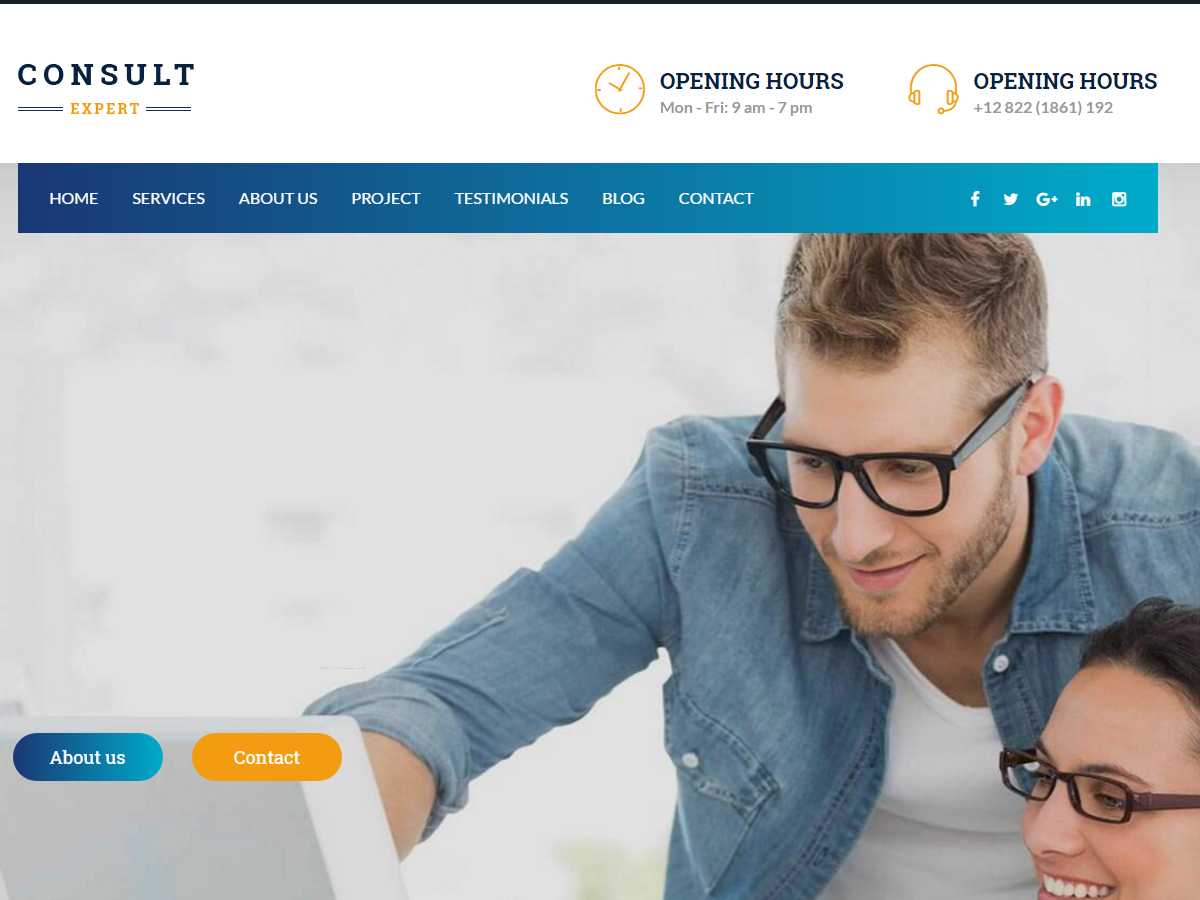 CONSULT
EXPERT
OPENING HOURS
Mon - Fri: 9 am - 7 pm
OPENING HOURS
+12 822 (1861) 192
HOME SERVICES ABOUT US PROJECT TESTIMONIALS BLOG CONTACT
About us Contact